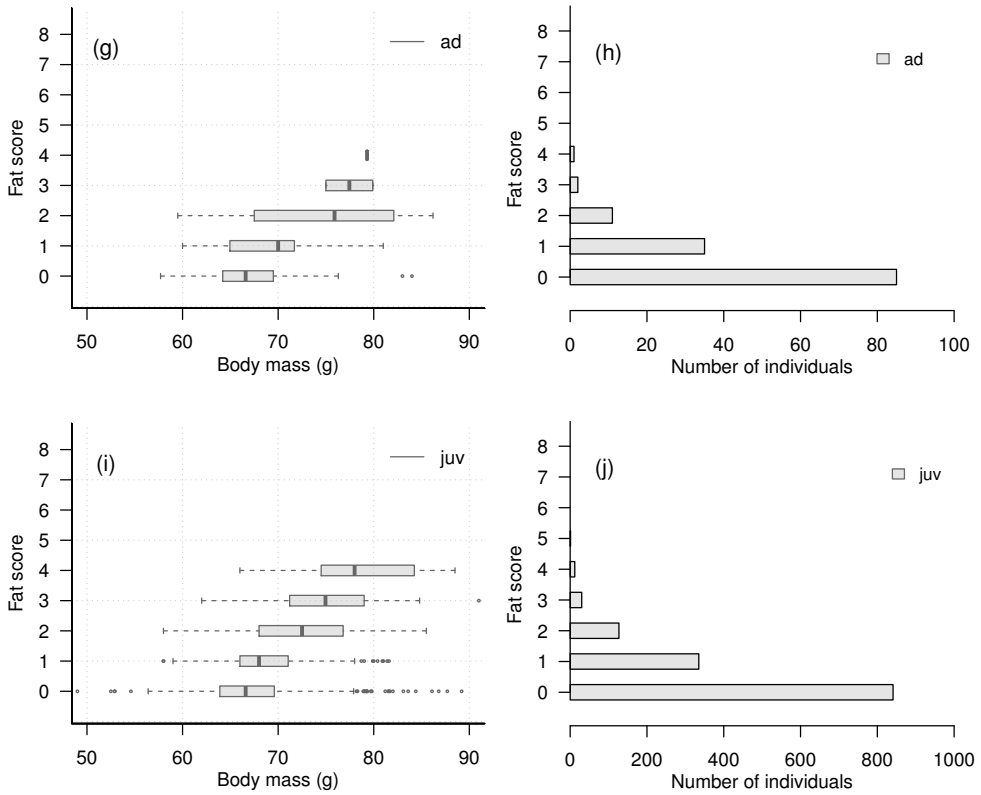 (g)
ad
Fat score
8
7
6
5
4
3
2
1
0
50 60 70 80 90
Body mass (g)
(h)
ad
Fat score
8
7
6
5
4
3
2
1
0
0 20 40 60 80 100
Number of individuals
(i)
juv
Fat score
8
7
6
5
4
3
2
1
0
50 60 70 80 90
Body mass (g)
(j)
juv
Fat score
8
7
6
5
4
3
2
1
0
0 200 400 600 800 1000
Number of individuals